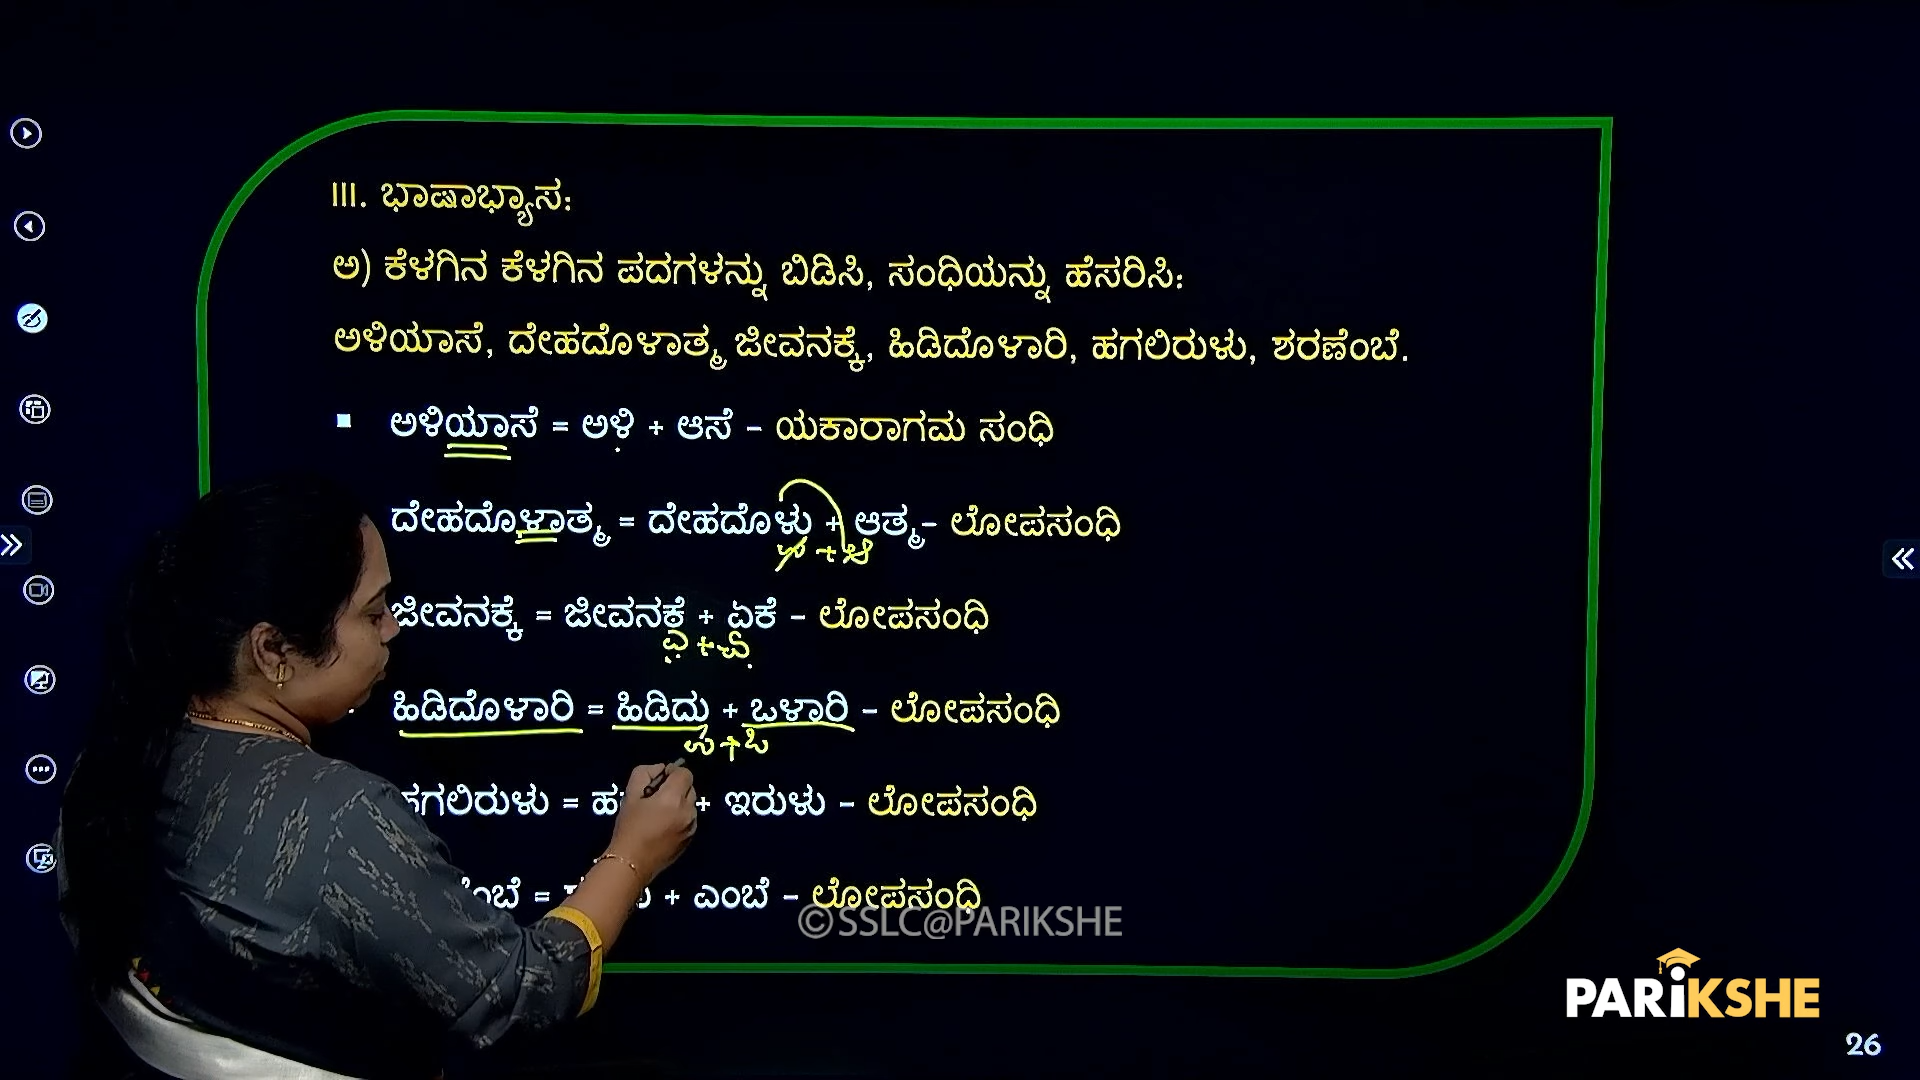 III. ಭಾಷಾಭ್ಯಾಸ:
ಅ) ಕೆಳಗಿನ ಕೆಳಗಿನ ಪದಗಳನ್ನು ಬಿಡಿಸಿ, ಸಂಧಿಯನ್ನು ಹೆಸರಿಸಿ:
ಅಳಿಯಾಸೆ, ದೇಹದೊಳಾತ್ಮ, ಜೀವನಕ್ಕೆ, ಹಿಡಿದೊಳಾರಿ, ಹಗಲಿರುಳು, ಶರಣೆಂಬೆ.
▪ ಅಳಿಯಾಸೆ = ಅಳಿ + ಆಸೆ – ಯಕಾರಾಗಮ ಸಂಧಿ
ದೇಹದೊಳಾತ್ಮ = ದೇಹದೊಳು + ಆತ್ಮ – ಲೋಪಸಂಧಿ
ಉ + ಆ
ಜೀವನಕ್ಕೆ = ಜೀವನಕೆ + ಏಕೆ – ಲೋಪಸಂಧಿ
ಎ + ಏ
ಹಿಡಿದೊಳಾರಿ = ಹಿಡಿದು + ಒಳಾರಿ – ಲೋಪಸಂಧಿ
ಉ + ಒ
ಹಗಲಿರುಳು = + ಇರುಳು – ಲೋಪಸಂಧಿ
= + ಎಂಬೆ – ಲೋಪಸಂಧಿ
©SSLC@PARIKSHE
PARiKSHE
26